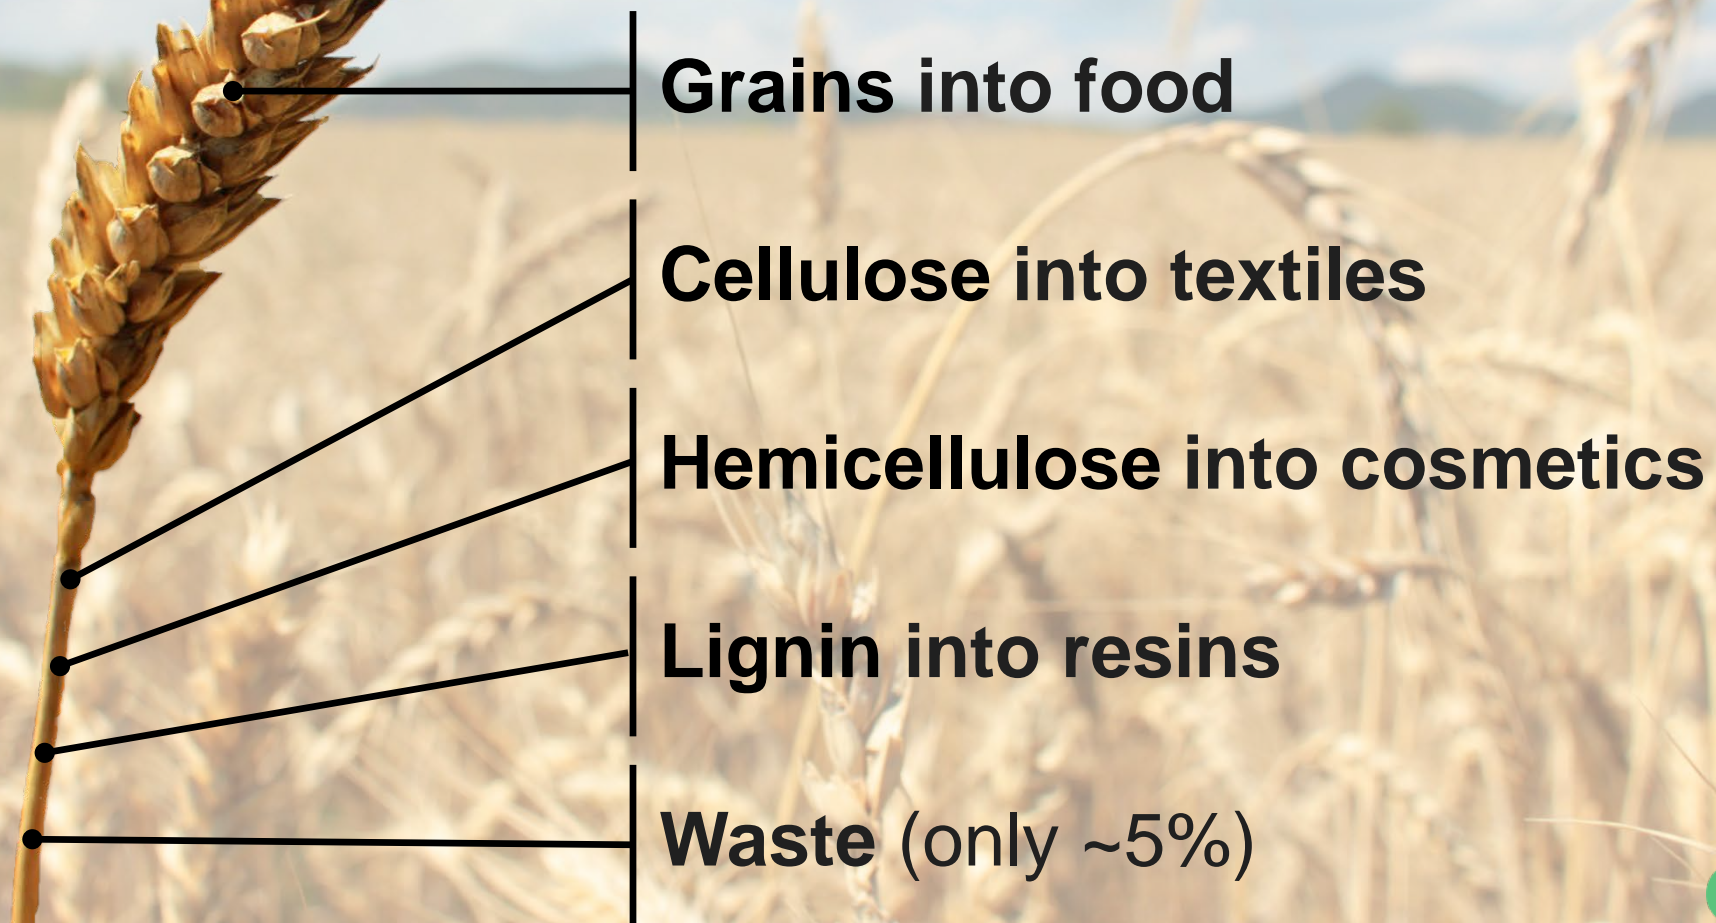 Grains into food
Cellulose into textiles
Hemicellulose into cosmetics
Lignin into resins
Waste (only ~5%)